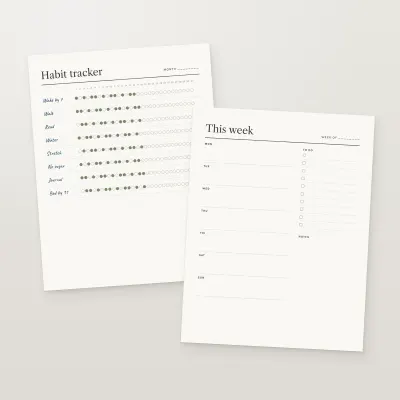 Habit tracker
MONTH
Wake by 7
Walk
Read
Water
Stretch
No sugar
Journal
Bed by 11
This week
WEEK OF
MON
TUE
WED
THU
FRI
SAT
SUN
TO DO